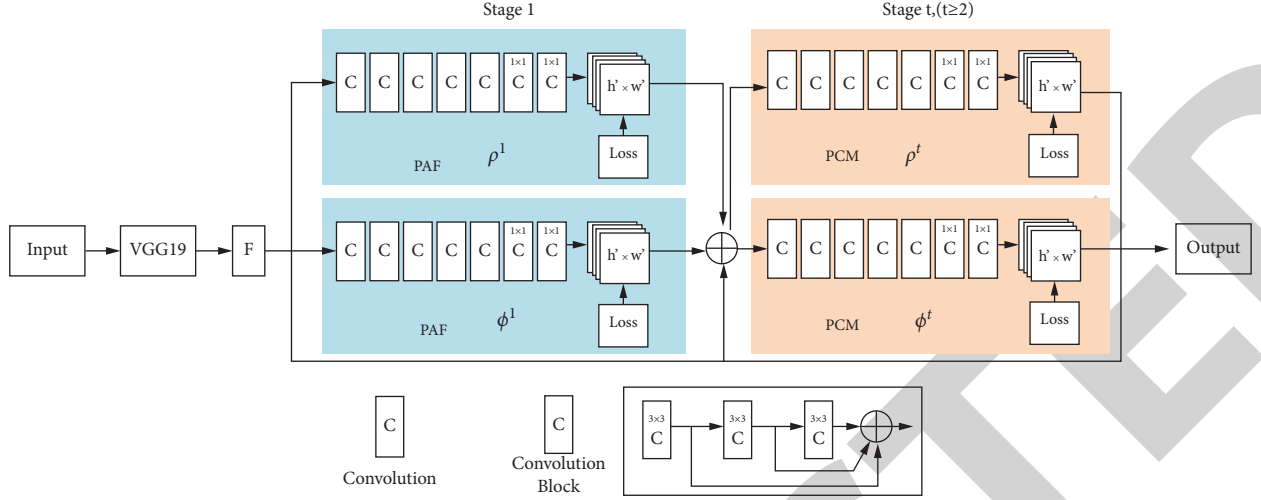 Stage 1
Stage t,(t≥2)
1×1 1×1
C C C C C C C
h' × w'
Loss
PAF ρ¹
1×1 1×1
C C C C C C C
h' × w'
Loss
PCM ρᵗ
Input
VGG19
F
1×1 1×1
C C C C C C C
h' × w'
Loss
PAF ϕ¹
1×1 1×1
C C C C C C C
h' × w'
Loss
PCM ϕᵗ
Output
C
Convolution
C
Convolution
Block
3×3 3×3 3×3
C C C
TED